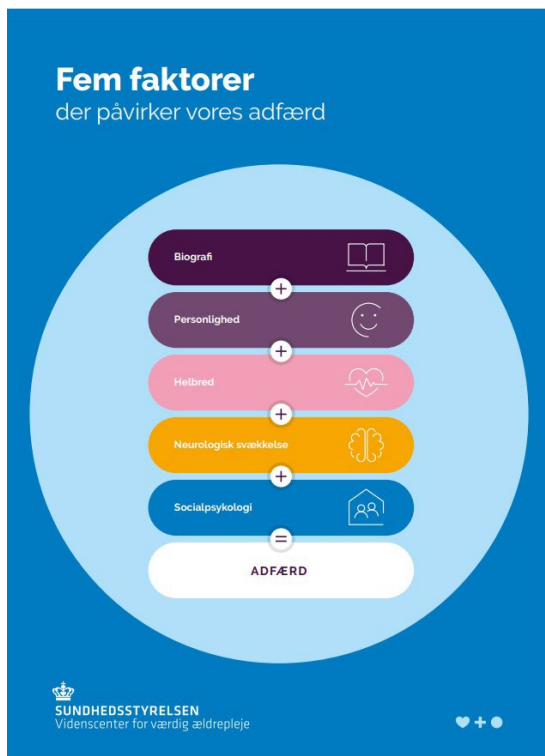 Fem faktorer
der påvirker vores adfærd
Biografi
+
Personlighed
+
Helbred
+
Neurologisk svækkelse
+
Socialpsykologi
=
ADFÆRD
SUNDHEDSSTYRELSEN
Videnscenter for værdig ældrepleje